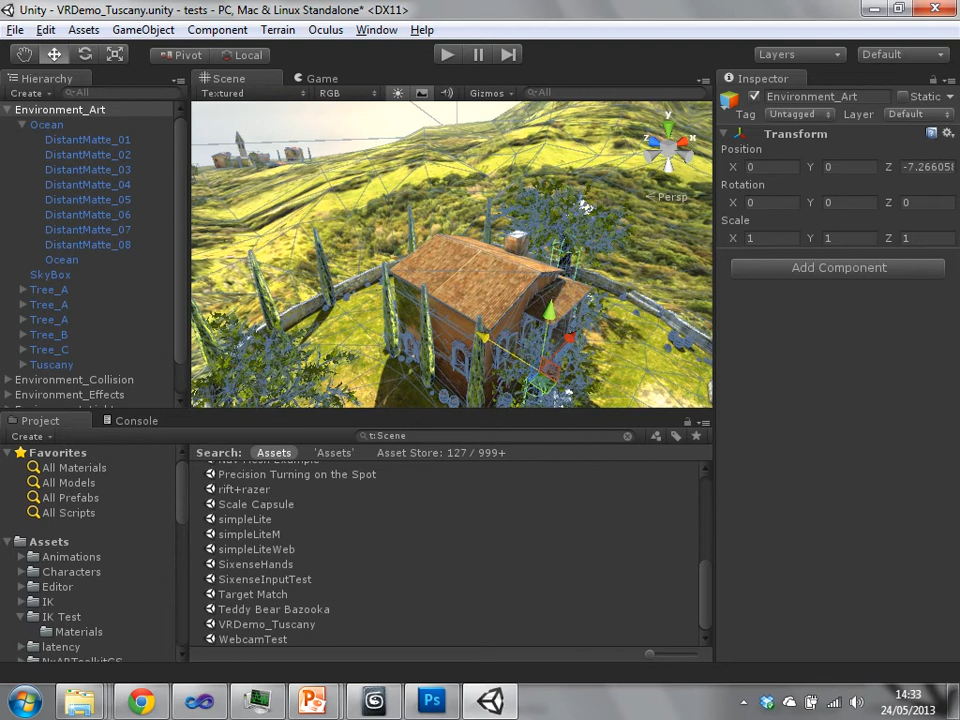 Unity - VRDemo_Tuscany.unity - tests - PC, Mac & Linux Standalone* <DX11>
File Edit Assets GameObject Component Terrain Oculus Window Help
Pivot Local Layers Default
Hierarchy
Create All
Environment_Art
Ocean
DistantMatte_01
DistantMatte_02
DistantMatte_03
DistantMatte_04
DistantMatte_05
DistantMatte_06
DistantMatte_07
DistantMatte_08
Ocean
SkyBox
Tree_A
Tree_A
Tree_A
Tree_B
Tree_C
Tuscany
Environment_Collision
Environment_Effects
Scene Game
Textured RGB Gizmos All
y
z x
Persp
Inspector
Environment_Art Static
Tag Untagged Layer Default
Transform
Position
X 0 Y 0 Z -7.266058
Rotation
X 0 Y 0 Z 0
Scale
X 1 Y 1 Z 1
Add Component
Project Console
Create t:Scene
Favorites
All Materials
All Models
All Prefabs
All Scripts
Assets
Animations
Characters
Editor
IK
IK Test
Materials
latency
Search: Assets 'Assets' Asset Store: 127 / 999+
Precision Turning on the Spot
rift+razer
Scale Capsule
simpleLite
simpleLiteM
simpleLiteWeb
SixenseHands
SixenseInputTest
Target Match
Teddy Bear Bazooka
VRDemo_Tuscany
WebcamTest
Ps
14:33
24/05/2013